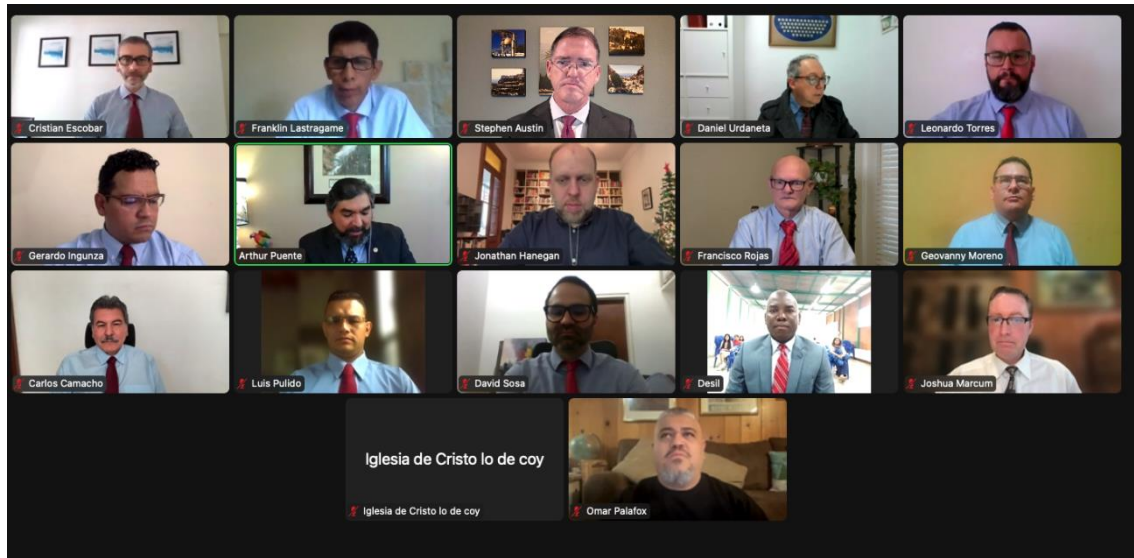 Cristian Escobar
Franklin Lastragame
Stephen Austin
Daniel Urdaneta
Leonardo Torres
Gerardo Ingunza
Arthur Puente
Jonathan Hanegan
Francisco Rojas
Geovanny Moreno
Carlos Camacho
Luis Pulido
David Sosa
Desil
Joshua Marcum
Iglesia de Cristo lo de coy
Iglesia de Cristo lo de coy
Omar Palafox